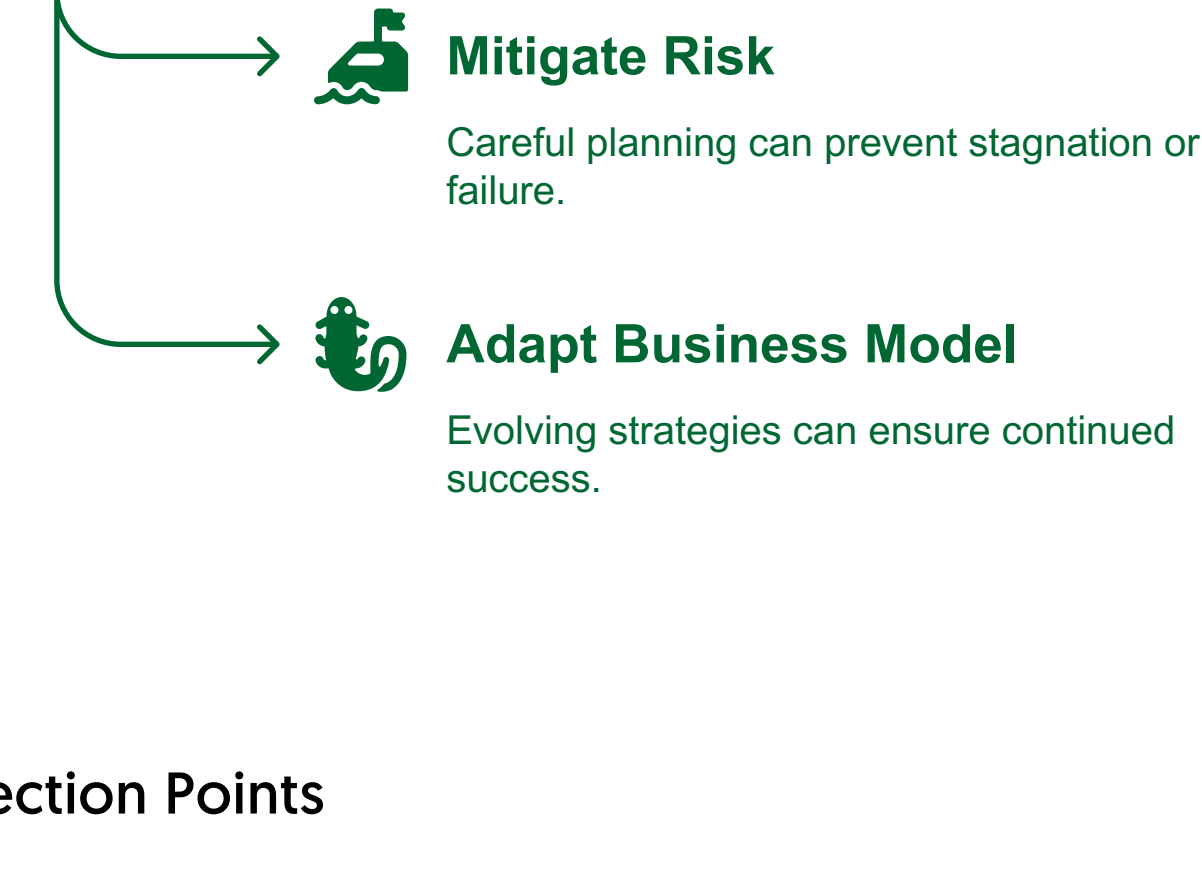 Mitigate Risk
Careful planning can prevent stagnation or
failure.
Adapt Business Model
Evolving strategies can ensure continued
success.
ection Points